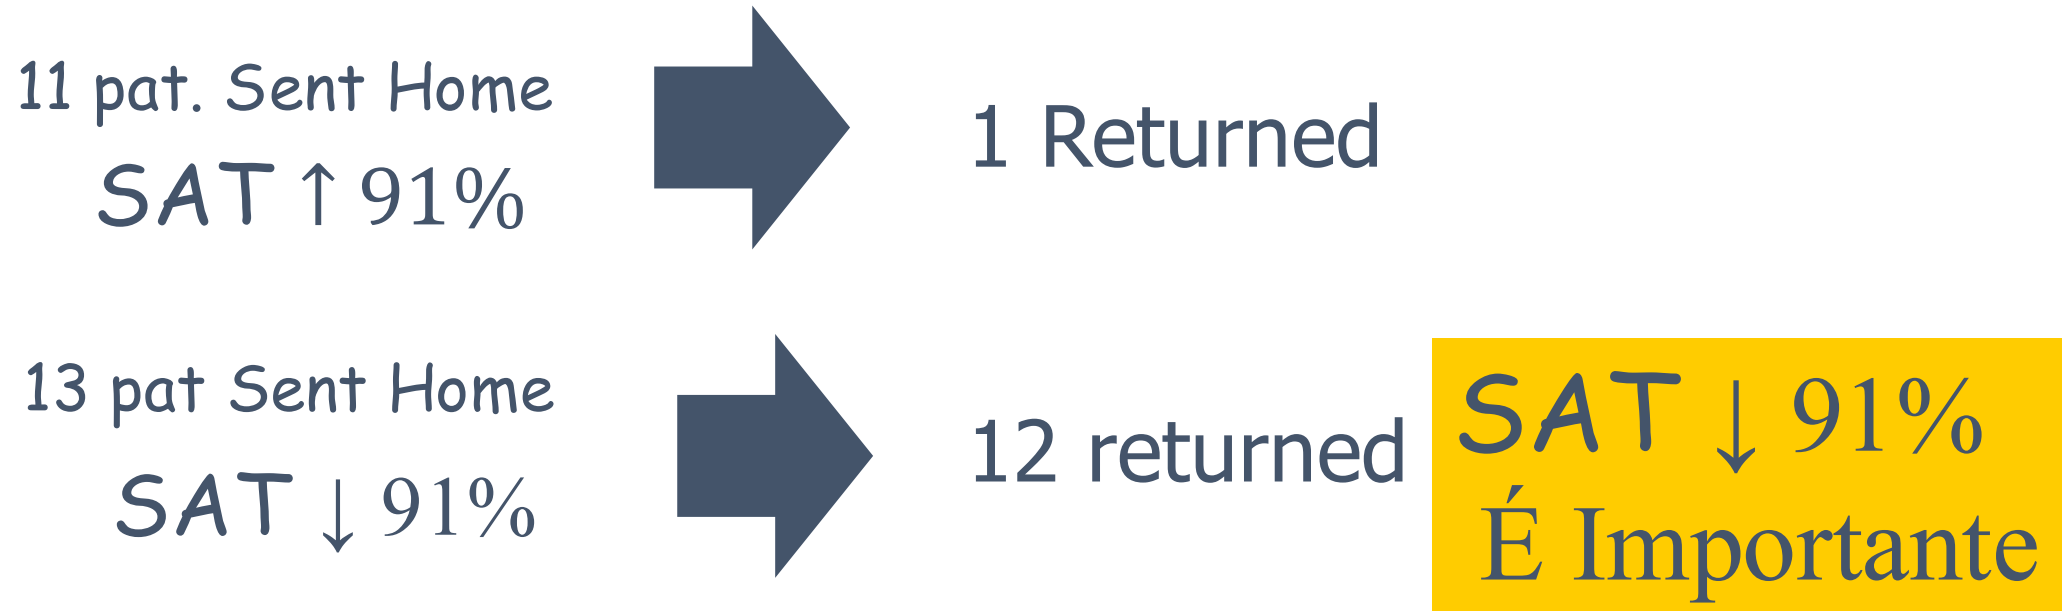 11 pat. Sent Home
SAT ↑ 91%
1 Returned
13 pat Sent Home
SAT ↓ 91%
12 returned
SAT ↓ 91%
É Importante